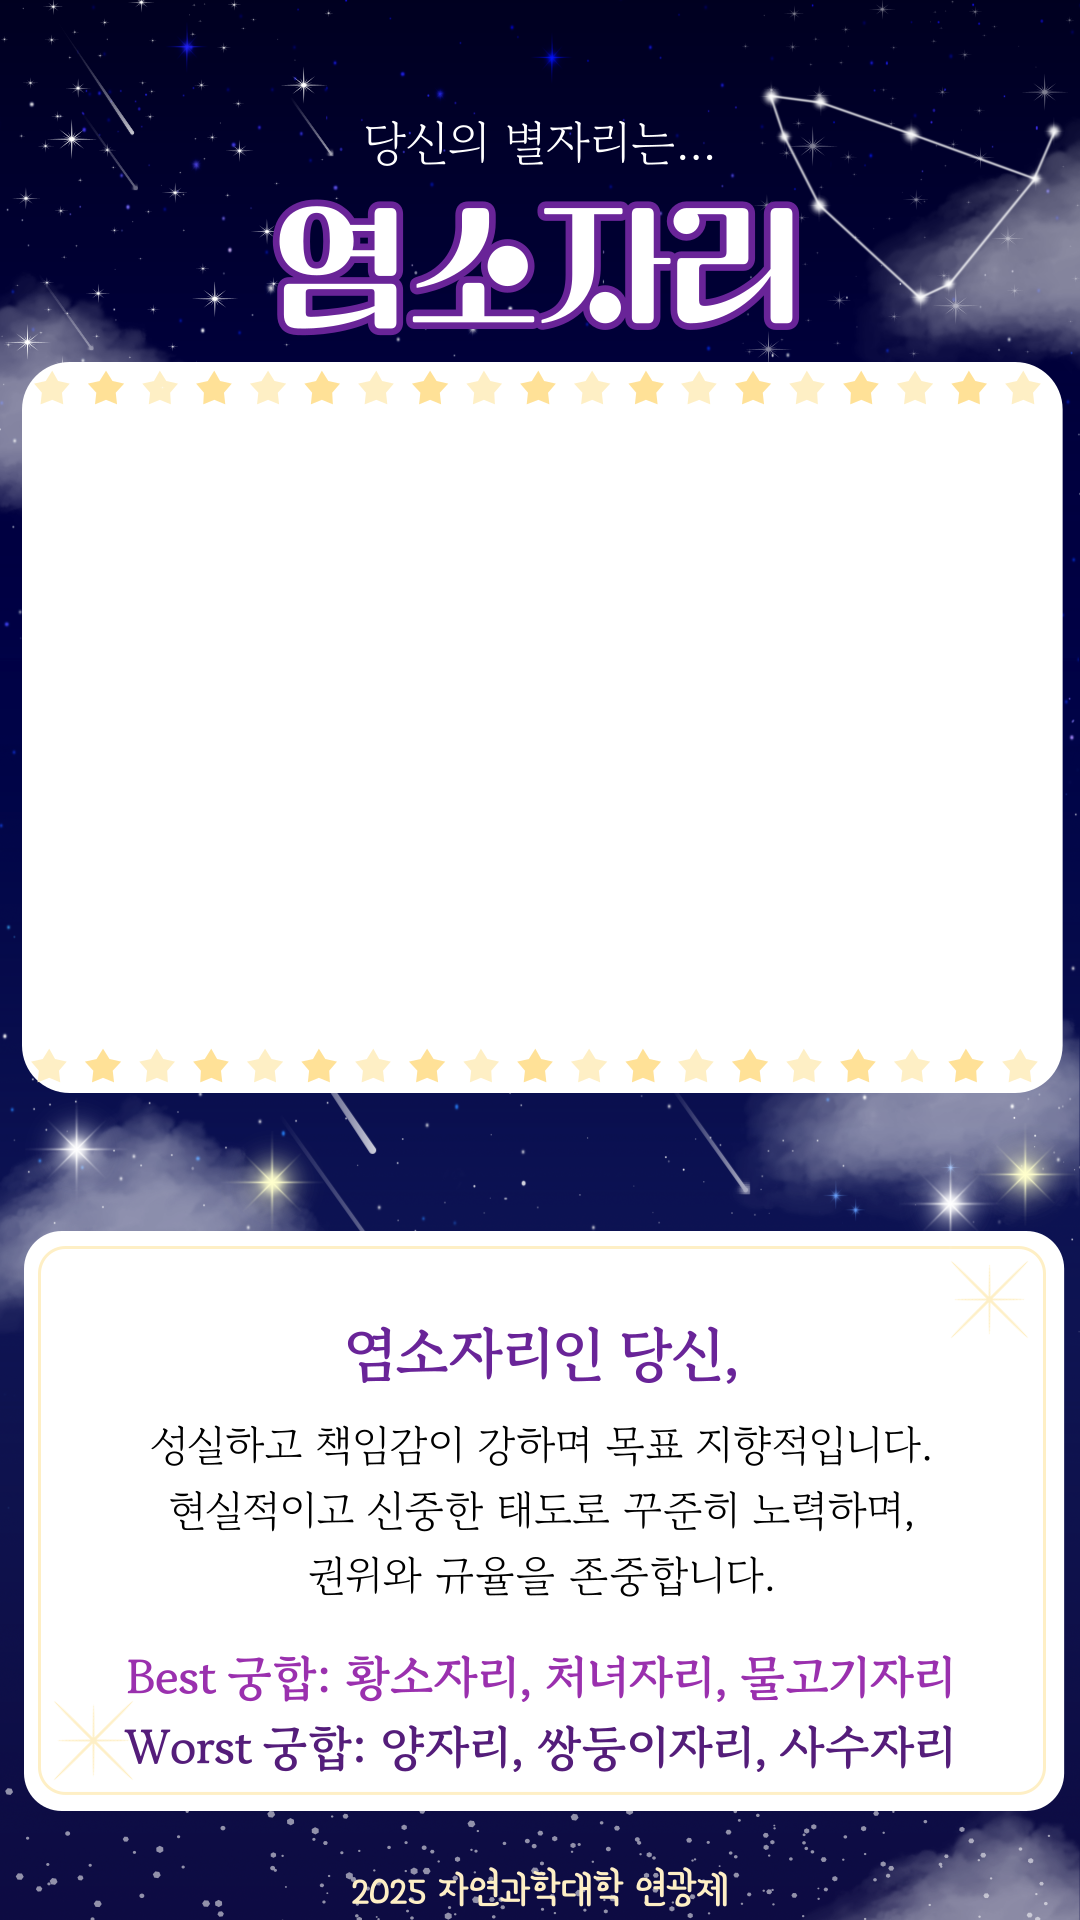 당신의 별자리는...
염소자리
염소자리인 당신,
성실하고 책임감이 강하며 목표 지향적입니다.
현실적이고 신중한 태도로 꾸준히 노력하며,
권위와 규율을 존중합니다.
Best 궁합: 황소자리, 처녀자리, 물고기자리
Worst 궁합: 양자리, 쌍둥이자리, 사수자리
2025 자연과학대학 연광제